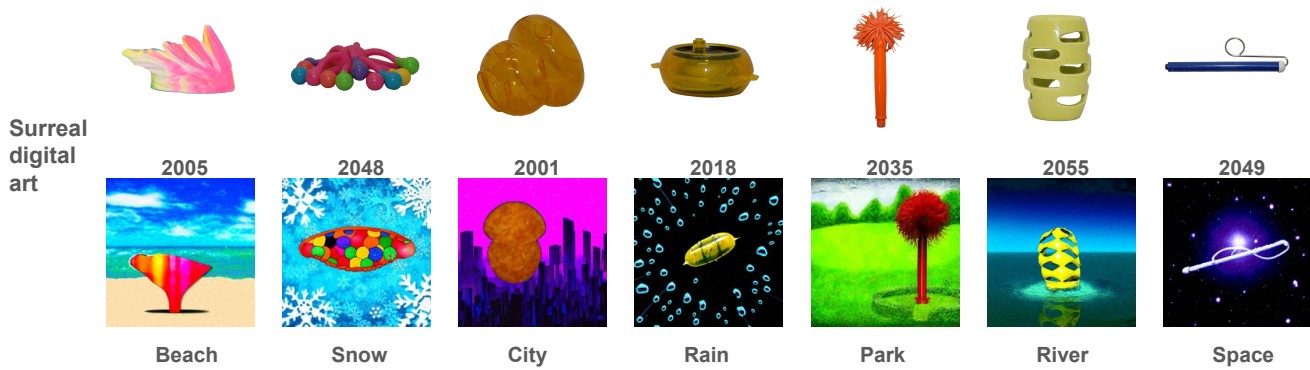 Surreal
digital
art
2005 2048 2001 2018 2035 2055 2049
Beach Snow City Rain Park River Space